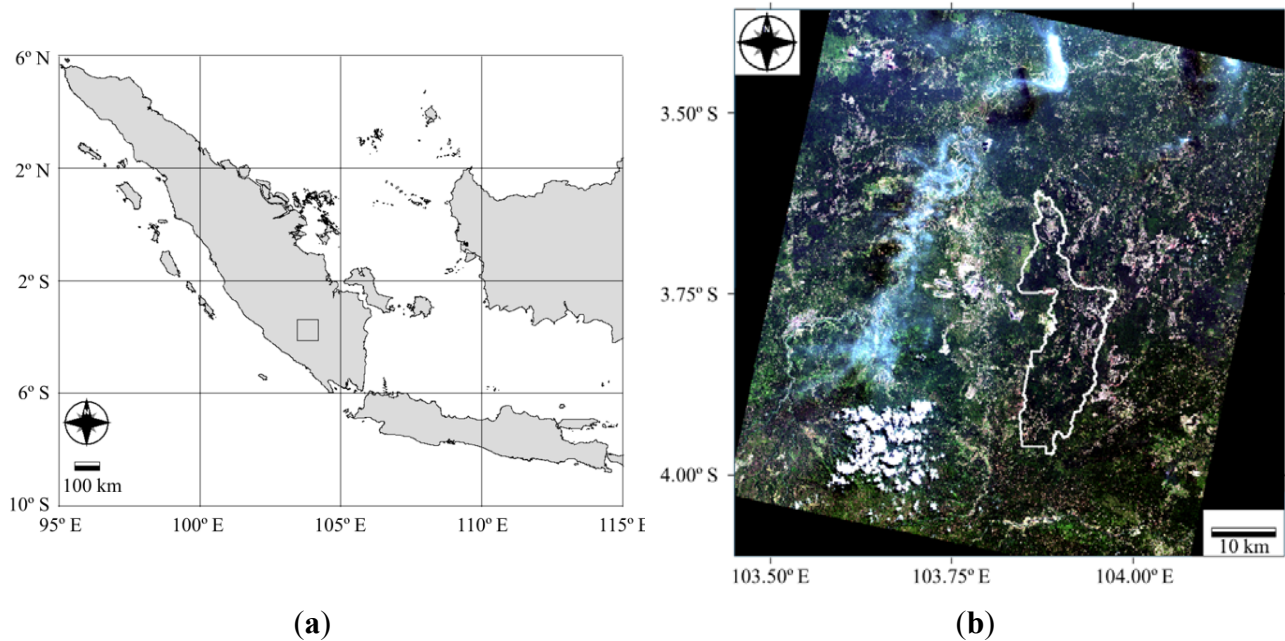 6º N
2º N
2º S
6º S
10º S
N
100 km
95º E
100º E
105º E
110º E
115º E
(a)
N
3.50º S
3.75º S
4.00º S
10 km
103.50º E
103.75º E
104.00º E
(b)